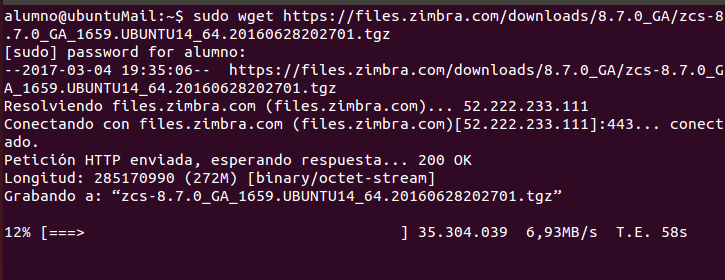 alumno@ubuntuMail:~$ sudo wget https://files.zimbra.com/downloads/8.7.0_GA/zcs-8
.7.0_GA_1659.UBUNTU14_64.20160628202701.tgz
[sudo] password for alumno:
--2017-03-04 19:35:06--  https://files.zimbra.com/downloads/8.7.0_GA/zcs-8.7.0_G
A_1659.UBUNTU14_64.20160628202701.tgz
Resolviendo files.zimbra.com (files.zimbra.com)... 52.222.233.111
Conectando con files.zimbra.com (files.zimbra.com)[52.222.233.111]:443... conect
ado.
Petición HTTP enviada, esperando respuesta... 200 OK
Longitud: 285170990 (272M) [binary/octet-stream]
Grabando a: “zcs-8.7.0_GA_1659.UBUNTU14_64.20160628202701.tgz”
12% [===>                                   ] 35.304.039  6,93MB/s  T.E. 58s